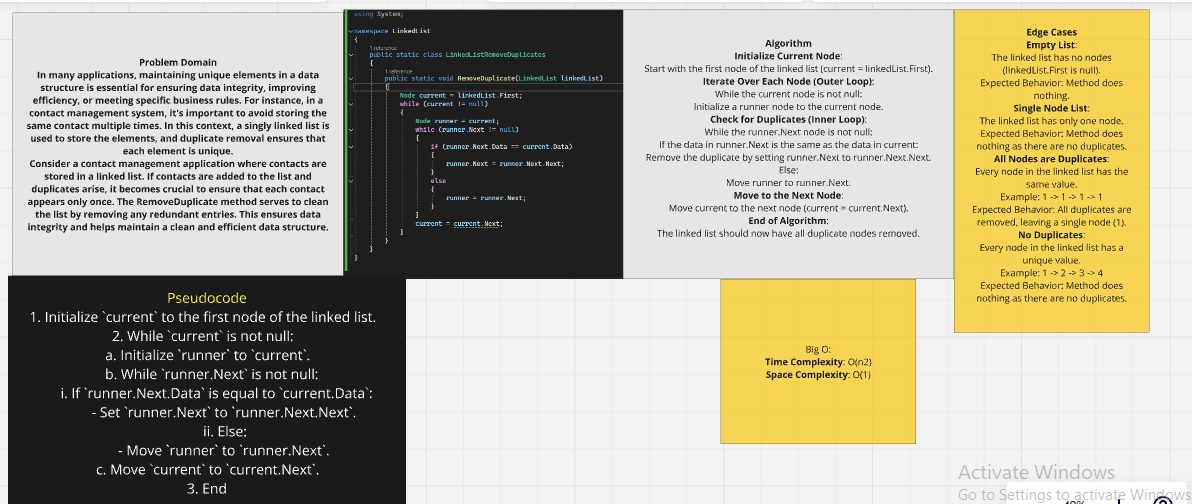 Problem Domain
In many applications, maintaining unique elements in a data
structure is essential for ensuring data integrity, improving
efficiency, or meeting specific business rules. For instance, in a
contact management system, it's important to avoid storing the
same contact multiple times. In this context, a singly linked list is
used to store the elements, and duplicate removal ensures that
each element is unique.
Consider a contact management application where contacts are
stored in a linked list. If contacts are added to the list and
duplicates arise, it becomes crucial to ensure that each contact
appears only once. The RemoveDuplicate method serves to clean
the list by removing any redundant entries. This ensures data
integrity and helps maintain a clean and efficient data structure.
using System;
namespace LinkedList
{
1 reference
public static class LinkedListRemoveDuplicates
{
1 reference
public static void RemoveDuplicate(LinkedList linkedList)
{
Node current = linkedList.First;
while (current != null)
{
Node runner = current;
while (runner.Next != null)
{
if (runner.Next.Data == current.Data)
{
runner.Next = runner.Next.Next;
}
else
{
runner = runner.Next;
}
}
current = current.Next;
}
}
}
}
Algorithm
Initialize Current Node:
Start with the first node of the linked list (current = linkedList.First).
Iterate Over Each Node (Outer Loop):
While the current node is not null:
Initialize a runner node to the current node.
Check for Duplicates (Inner Loop):
While the runner.Next node is not null:
If the data in runner.Next is the same as the data in current:
Remove the duplicate by setting runner.Next to runner.Next.Next.
Else:
Move runner to runner.Next.
Move to the Next Node:
Move current to the next node (current = current.Next).
End of Algorithm:
The linked list should now have all duplicate nodes removed.
Edge Cases
Empty List:
The linked list has no nodes
(linkedList.First is null).
Expected Behavior: Method does
nothing.
Single Node List:
The linked list has only one node.
Expected Behavior: Method does
nothing as there are no duplicates.
All Nodes are Duplicates:
Every node in the linked list has the
same value.
Example: 1 -> 1 -> 1 -> 1
Expected Behavior: All duplicates are
removed, leaving a single node (1).
No Duplicates:
Every node in the linked list has a
unique value.
Example: 1 -> 2 -> 3 -> 4
Expected Behavior: Method does
nothing as there are no duplicates.
Pseudocode
1. Initialize `current` to the first node of the linked list.
2. While `current` is not null:
a. Initialize `runner` to `current`.
b. While `runner.Next` is not null:
i. If `runner.Next.Data` is equal to `current.Data`:
- Set `runner.Next` to `runner.Next.Next`.
ii. Else:
- Move `runner` to `runner.Next`.
c. Move `current` to `current.Next`.
3. End
Big O:
Time Complexity: O(n2)
Space Complexity: O(1)
Activate Windows
Go to Settings to activate Windows